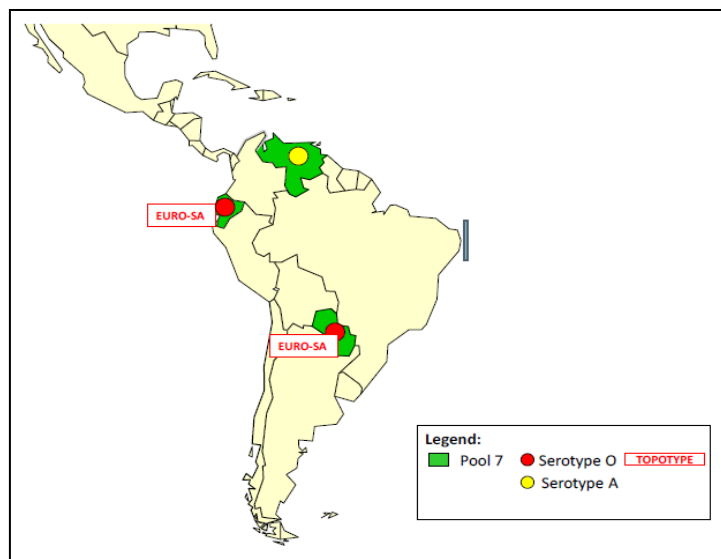 EURO-SA
EURO-SA
Legend:
Pool 7
Serotype O
TOPOTYPE
Serotype A